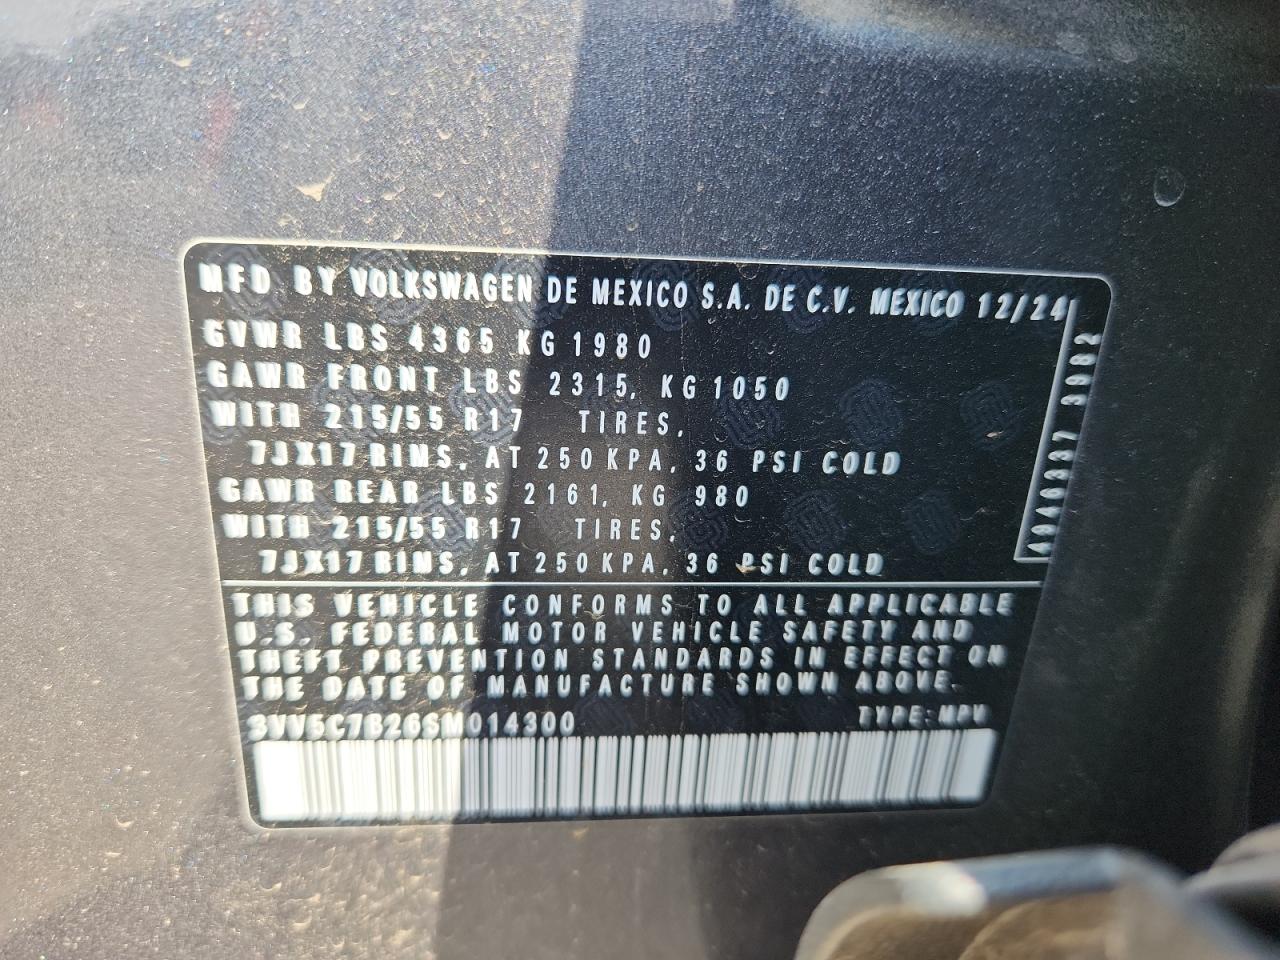 MFD BY VOLKSWAGEN DE MEXICO S.A. DE C.V. MEXICO 12/24
GVWR LBS 4365 KG 1980
GAWR FRONT LBS 2315, KG 1050
WITH 215/55 R17 TIRES,
7JX17 RIMS, AT 250 KPA, 36 PSI COLD
GAWR REAR LBS 2161, KG 980
WITH 215/55 R17 TIRES,
7JX17 RIMS, AT 250 KPA, 36 PSI COLD
THIS VEHICLE CONFORMS TO ALL APPLICABLE
U.S. FEDERAL MOTOR VEHICLE SAFETY AND
THEFT PREVENTION STANDARDS IN EFFECT ON
THE DATE OF MANUFACTURE SHOWN ABOVE.
3VV5C7B26SM014300 TYPE: MPV
3982